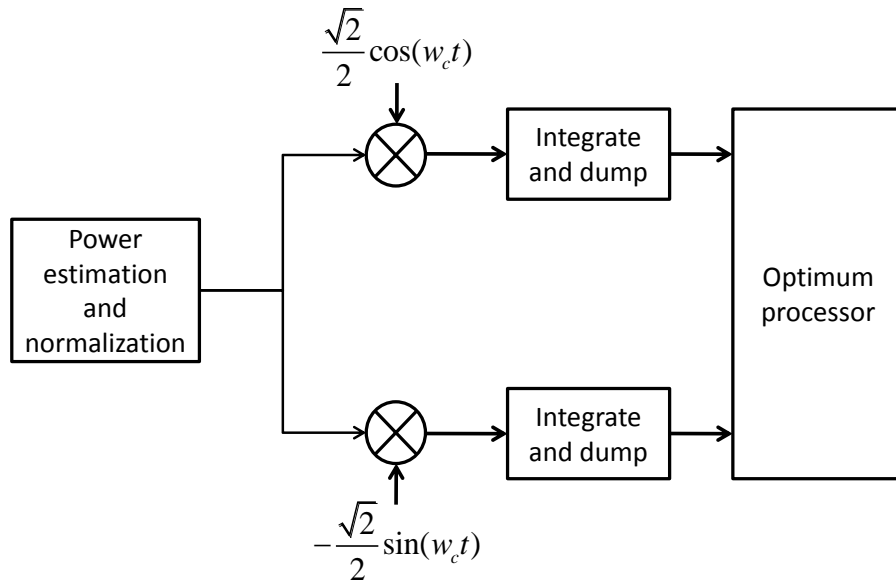 √2/2 cos(w_c t)
Integrate
and dump
Power
estimation
and
normalization
Optimum
processor
Integrate
and dump
−√2/2 sin(w_c t)